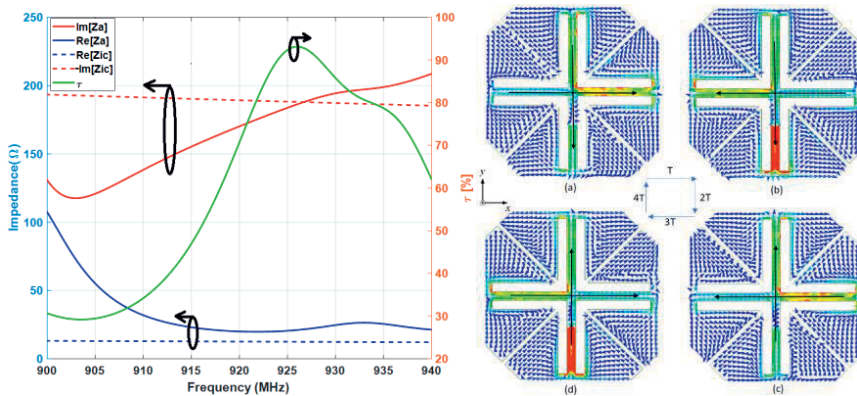 250
200
150
100
50
0
Impedance(Ω)
Im[Za]
Re[Za]
Re[Zic]
-Im[Zic]
τ
100
90
80
70
60
50
40
30
20
τ [%]
900
905
910
915
920
925
930
935
940
Frequency (MHz)
(a)
(b)
y
x
T
4T
2T
3T
(d)
(c)